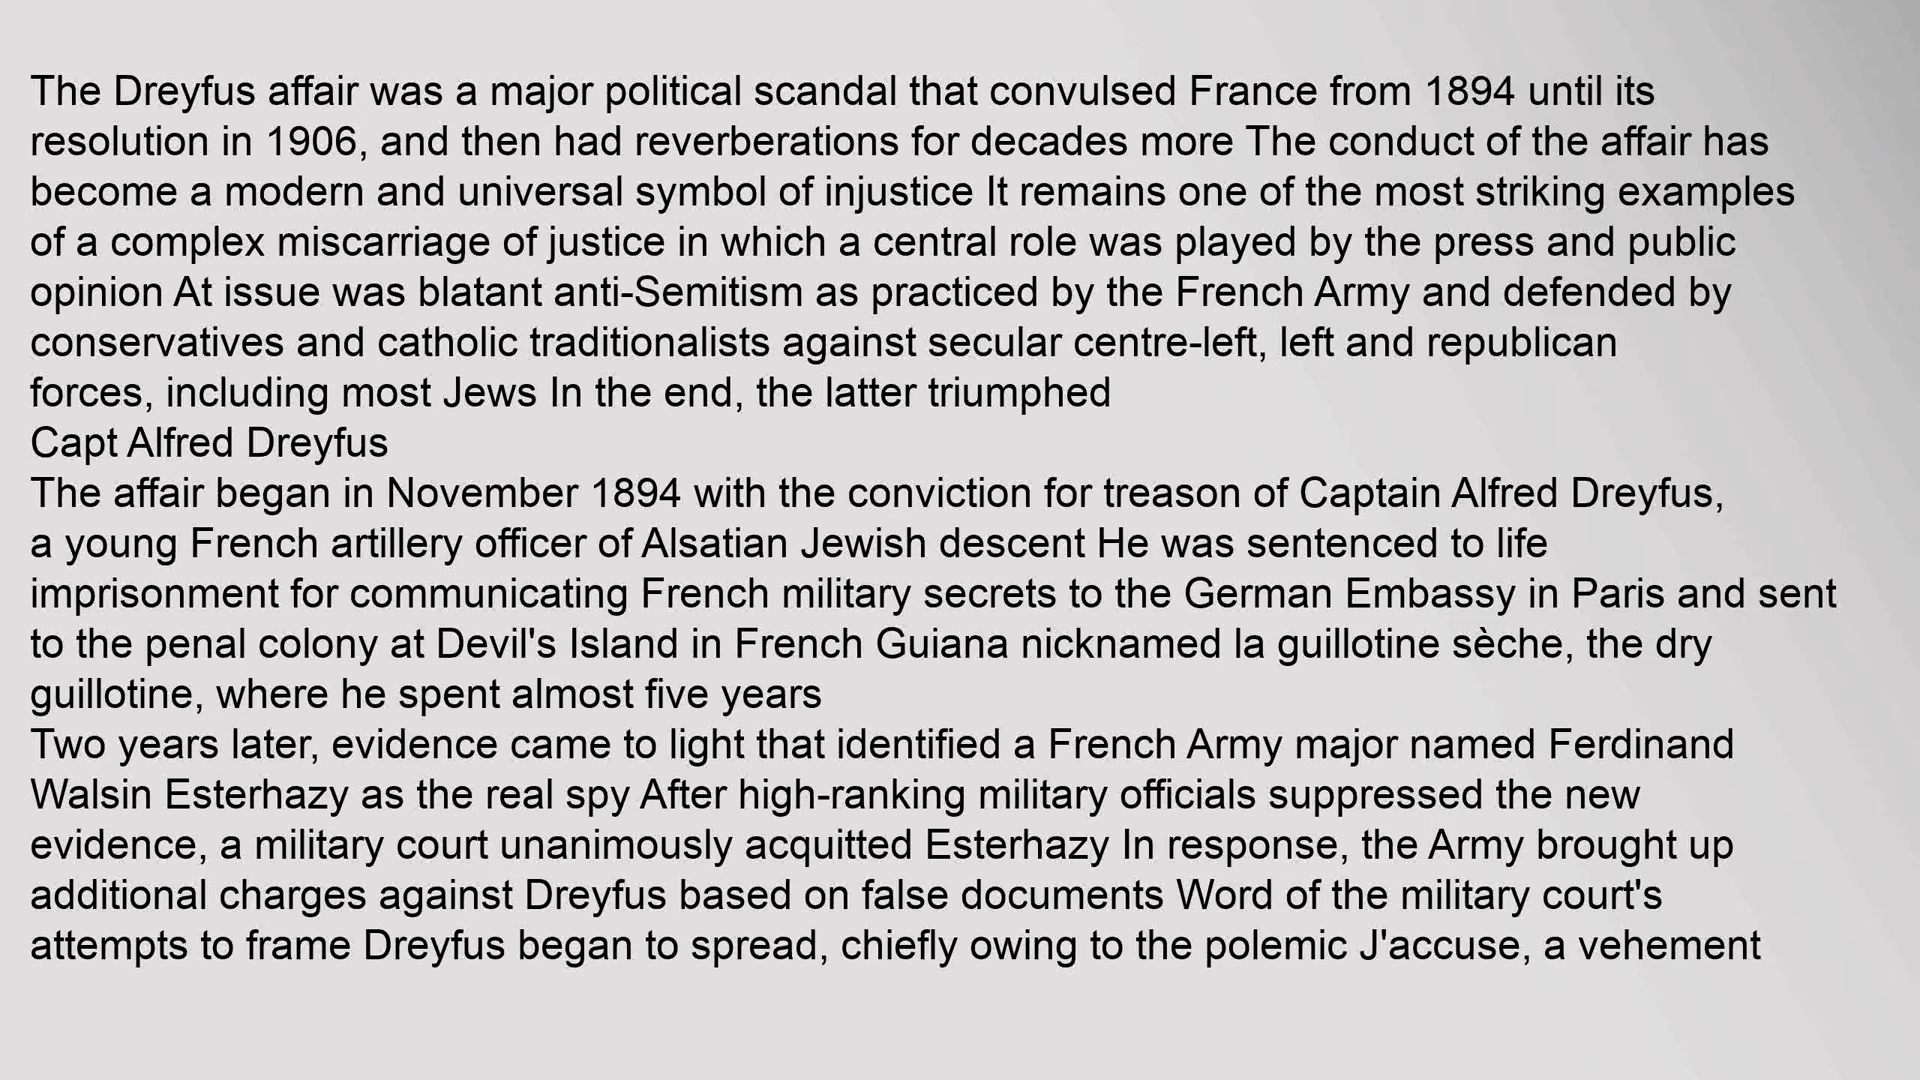 The Dreyfus affair was a major political scandal that convulsed France from 1894 until its
resolution in 1906, and then had reverberations for decades more The conduct of the affair has
become a modern and universal symbol of injustice It remains one of the most striking examples
of a complex miscarriage of justice in which a central role was played by the press and public
opinion At issue was blatant anti-Semitism as practiced by the French Army and defended by
conservatives and catholic traditionalists against secular centre-left, left and republican
forces, including most Jews In the end, the latter triumphed
Capt Alfred Dreyfus
The affair began in November 1894 with the conviction for treason of Captain Alfred Dreyfus,
a young French artillery officer of Alsatian Jewish descent He was sentenced to life
imprisonment for communicating French military secrets to the German Embassy in Paris and sent
to the penal colony at Devil's Island in French Guiana nicknamed la guillotine sèche, the dry
guillotine, where he spent almost five years
Two years later, evidence came to light that identified a French Army major named Ferdinand
Walsin Esterhazy as the real spy After high-ranking military officials suppressed the new
evidence, a military court unanimously acquitted Esterhazy In response, the Army brought up
additional charges against Dreyfus based on false documents Word of the military court's
attempts to frame Dreyfus began to spread, chiefly owing to the polemic J'accuse, a vehement